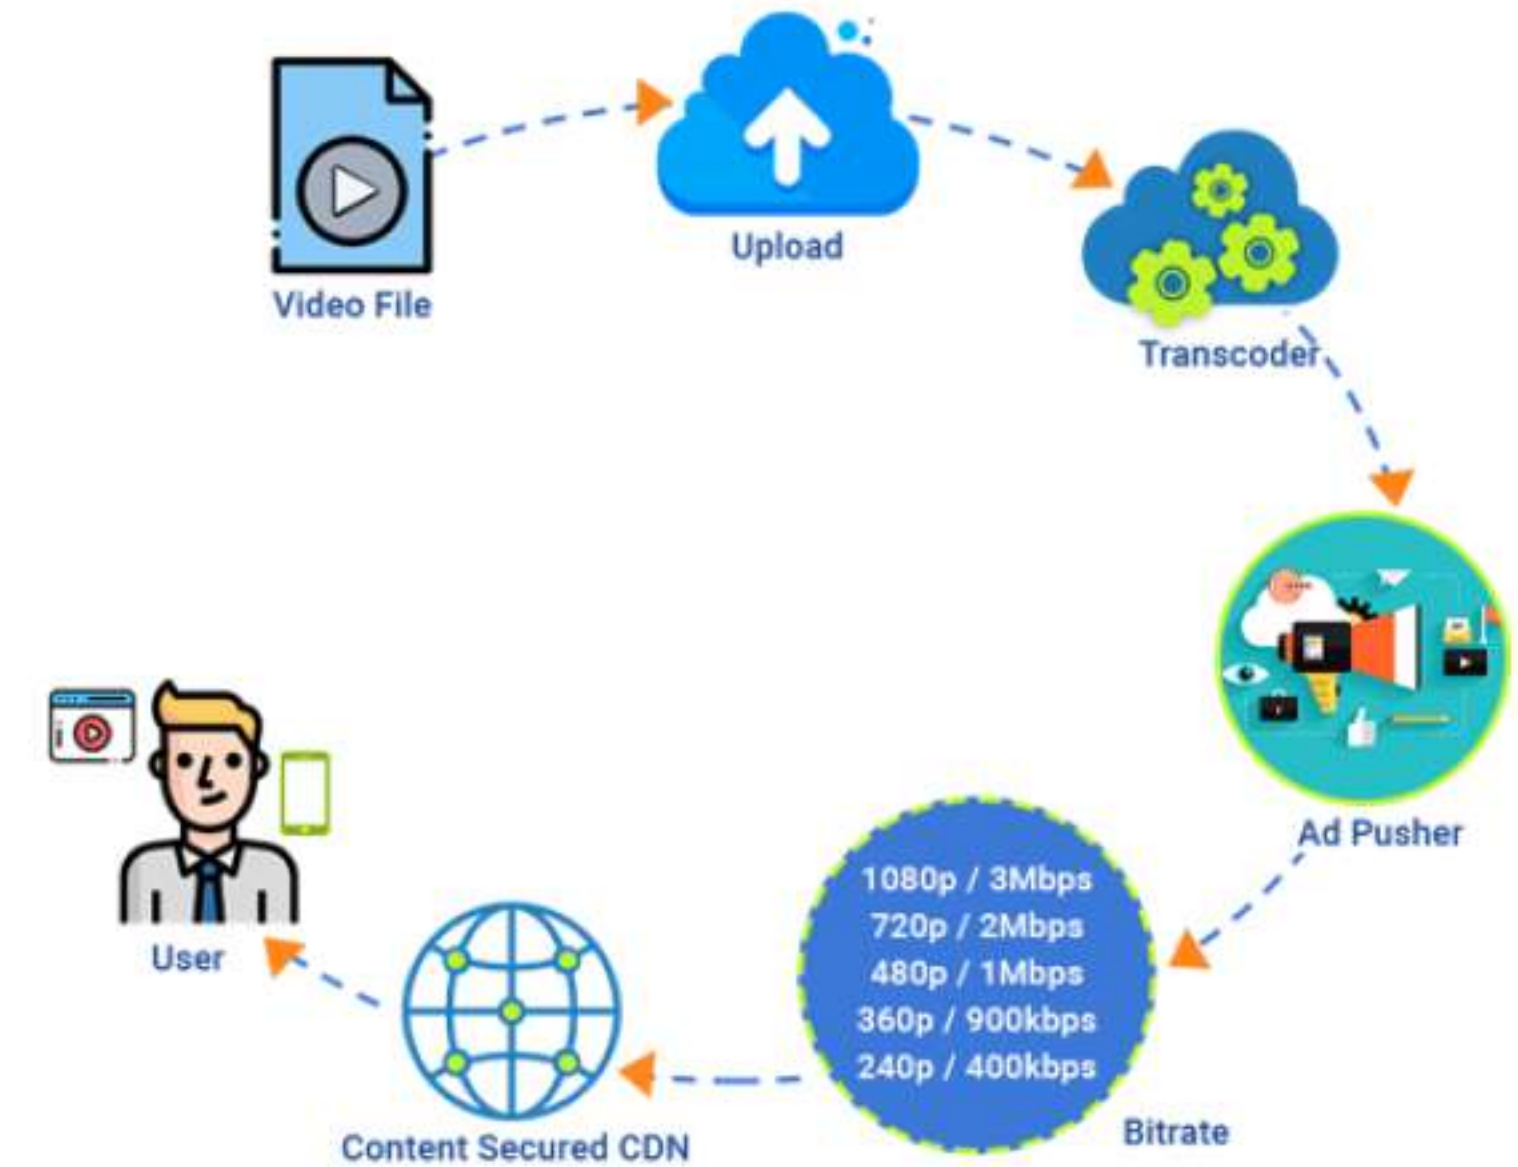 Video File
Upload
Transcoder
Ad Pusher
1080p / 3Mbps
720p / 2Mbps
480p / 1Mbps
360p / 900kbps
240p / 400kbps
Bitrate
Content Secured CDN
User